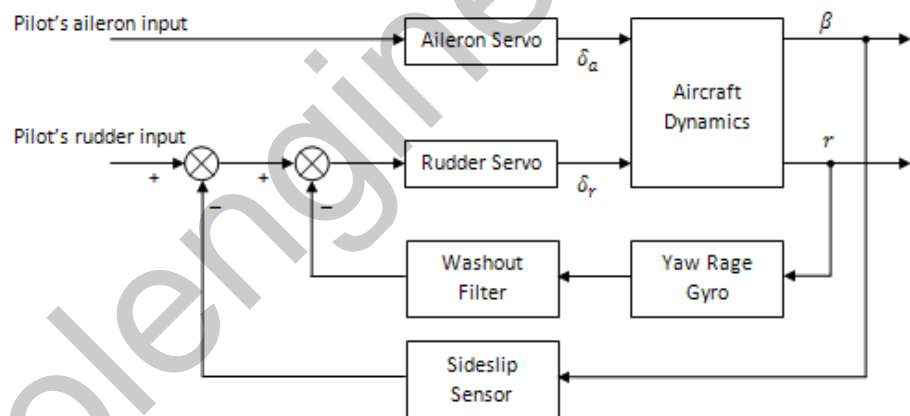 Pilot's aileron input
Aileron Servo
δₐ
β
Aircraft
Dynamics
Pilot's rudder input
+
−
+
−
Rudder Servo
δᵣ
r
Washout
Filter
Yaw Rage
Gyro
Sideslip
Sensor
olengine